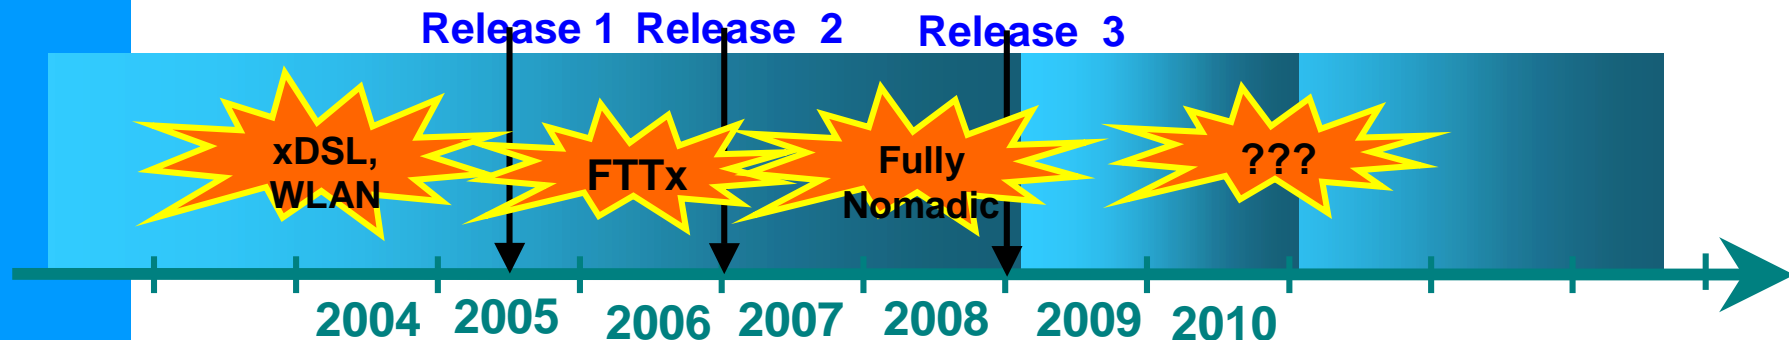 Release 1 Release 2 Release 3
xDSL,
WLAN
FTTx
Fully
Nomadic
???
2004 2005 2006 2007 2008 2009 2010